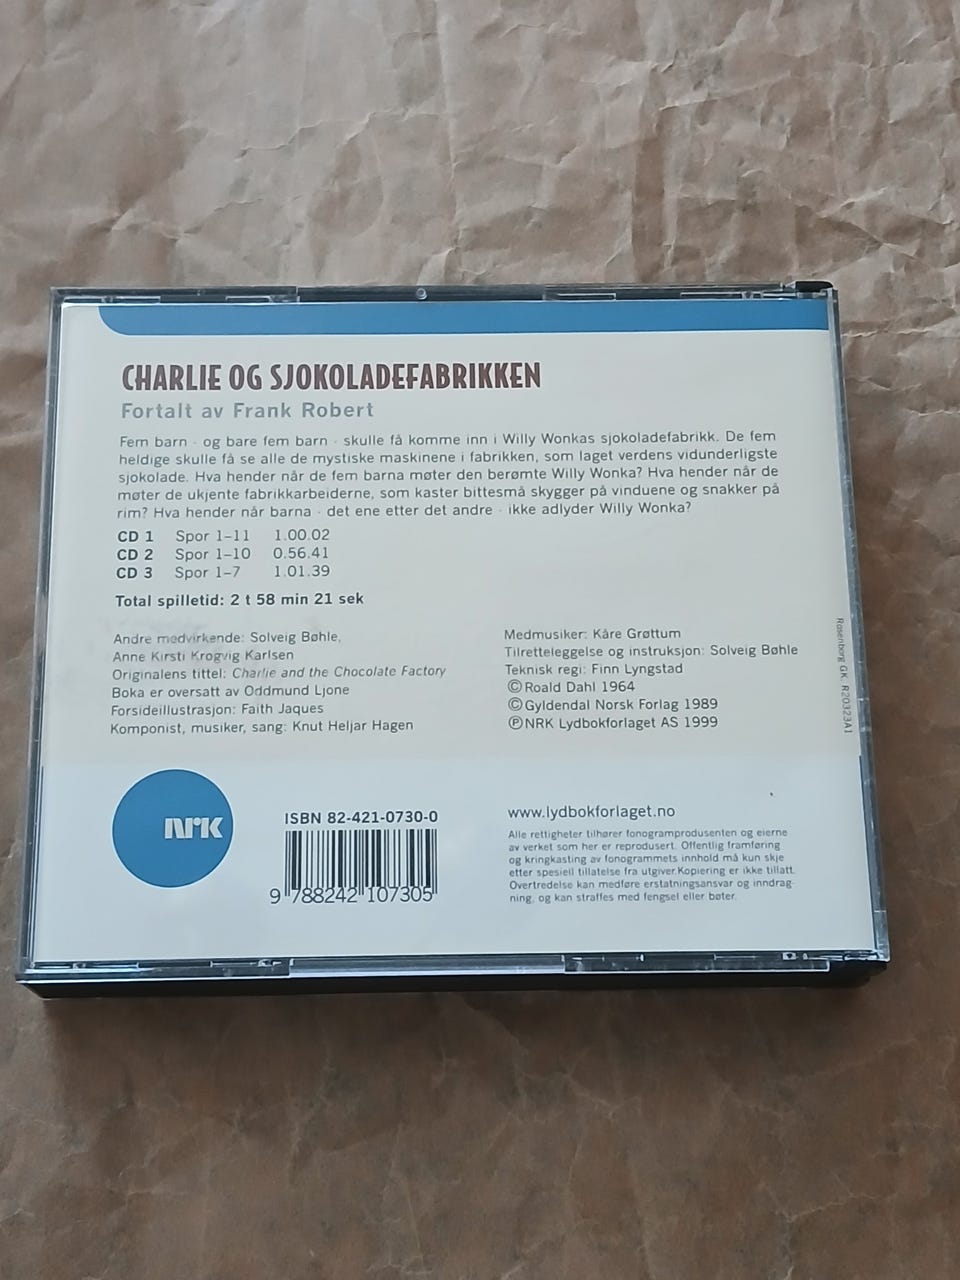 CHARLIE OG SJOKOLADEFABRIKKEN
Fortalt av Frank Robert
Fem barn - og bare fem barn - skulle få komme inn i Willy Wonkas sjokoladefabrikk. De fem
heldige skulle få se alle de mystiske maskinene i fabrikken, som laget verdens vidunderligste
sjokolade. Hva hender når de fem barna møter den berømte Willy Wonka? Hva hender når de
møter de ukjente fabrikkarbeiderne, som kaster bittesmå skygger på vinduene og snakker på
rim? Hva hender når barna - det ene etter det andre - ikke adlyder Willy Wonka?
CD 1 Spor 1-11 1.00.02
CD 2 Spor 1-10 0.56.41
CD 3 Spor 1-7 1.01.39
Total spilletid: 2 t 58 min 21 sek
Andre medvirkende: Solveig Bøhle,
Anne Kirsti Krogvig Karlsen
Originalens tittel: Charlie and the Chocolate Factory
Boka er oversatt av Oddmund Ljone
Forsideillustrasjon: Faith Jaques
Komponist, musiker, sang: Knut Heljar Hagen
Medmusiker: Kåre Grøttum
Tilretteleggelse og instruksjon: Solveig Bøhle
Teknisk regi: Finn Lyngstad
©Roald Dahl 1964
©Gyldendal Norsk Forlag 1989
℗NRK Lydbokforlaget AS 1999
Rosenborg GK. R20323A1
NRK
ISBN 82-421-0730-0
9 788242 107305
www.lydbokforlaget.no
Alle rettigheter tilhører fonogramprodusenten og eierne
av verket som her er reprodusert. Offentlig framføring
og kringkasting av fonogrammets innhold må kun skje
etter spesiell tillatelse fra utgiver.Kopiering er ikke tillatt.
Overtredelse kan medføre erstatningsansvar og inndrag-
ning, og kan straffes med fengsel eller bøter.